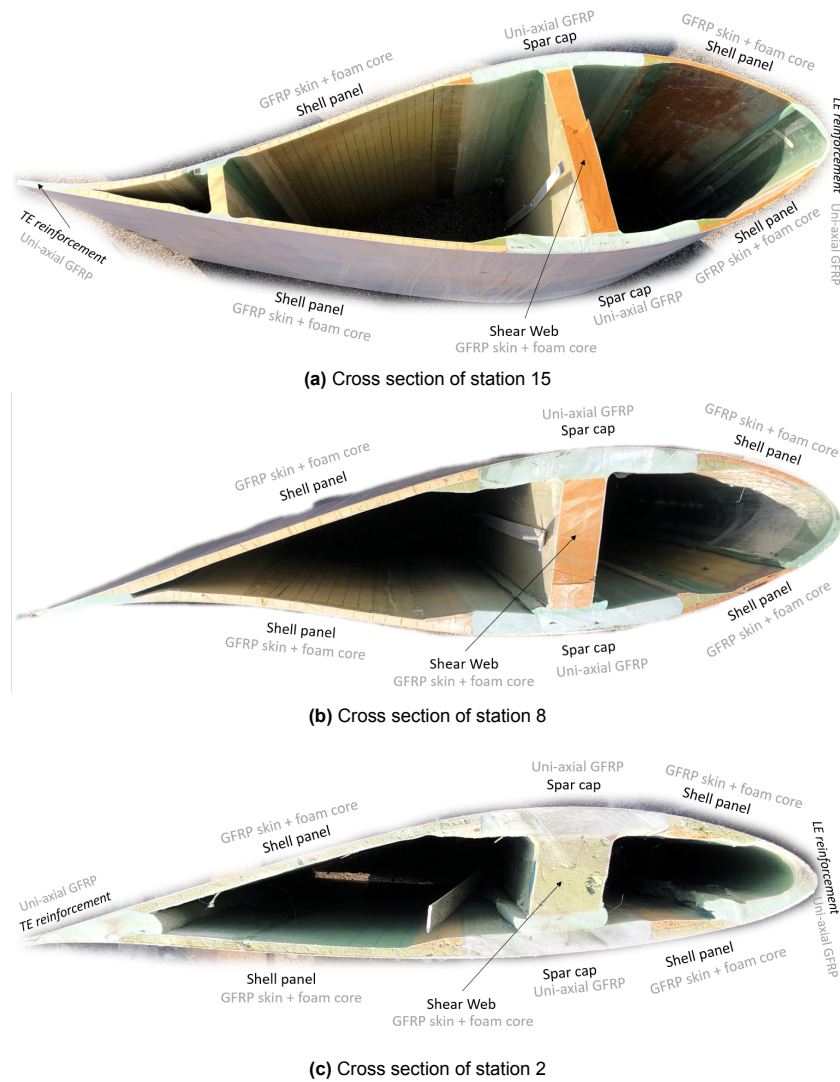 Uni-axial GFRP
Spar cap
GFRP skin + foam core
Shell panel
GFRP skin + foam core
Shell panel
LE reinforcement
Uni-axial GFRP
TE reinforcement
Uni-axial GFRP
Shell panel
GFRP skin + foam core
Shear Web
GFRP skin + foam core
Spar cap
Uni-axial GFRP
Shell panel
GFRP skin + foam core
(a) Cross section of station 15
Uni-axial GFRP
Spar cap
GFRP skin + foam core
Shell panel
GFRP skin + foam core
Shell panel
Shell panel
GFRP skin + foam core
Shear Web
GFRP skin + foam core
Spar cap
Uni-axial GFRP
Shell panel
GFRP skin + foam core
(b) Cross section of station 8
Uni-axial GFRP
Spar cap
GFRP skin + foam core
Shell panel
GFRP skin + foam core
Shell panel
Uni-axial GFRP
TE reinforcement
LE reinforcement
Uni-axial GFRP
Shell panel
GFRP skin + foam core
Shear Web
GFRP skin + foam core
Spar cap
Uni-axial GFRP
Shell panel
GFRP skin + foam core
(c) Cross section of station 2